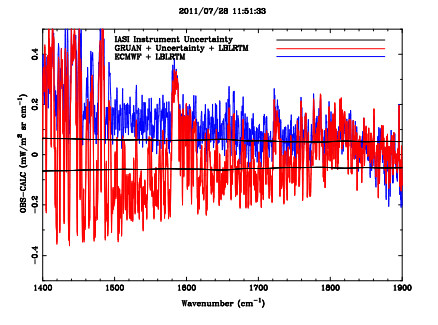 2011/07/28 11:51:33
IASI Instrument Uncertainty
GRUAN + Uncertainty + LBLRTM
ECMWF + LBLRTM
0.4
0.2
0
−0.2
−0.4
OBS−CALC (mW/m² sr cm⁻¹)
1400 1500 1600 1700 1800 1900
Wavenumber (cm⁻¹)